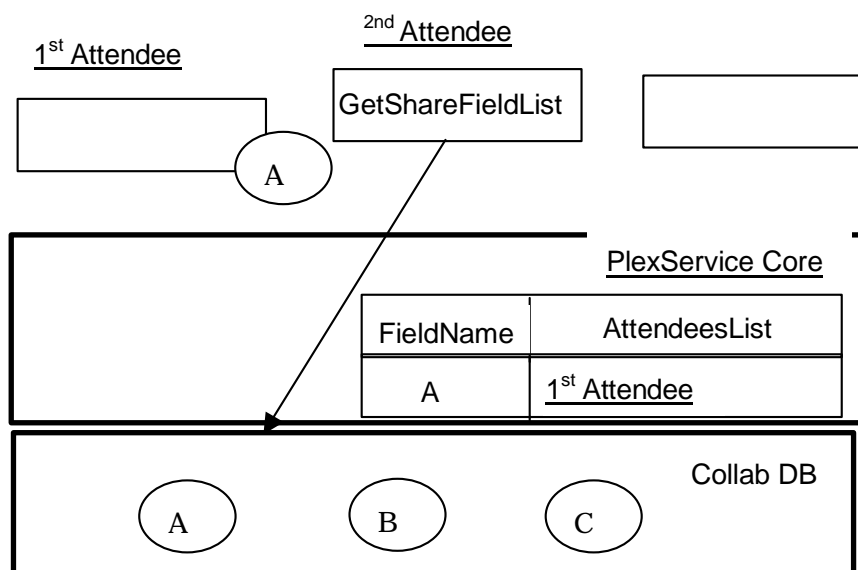 1st Attendee
2nd Attendee
GetShareFieldList
A
PlexService Core
FieldName AttendeesList
A 1st Attendee
Collab DB
A B C